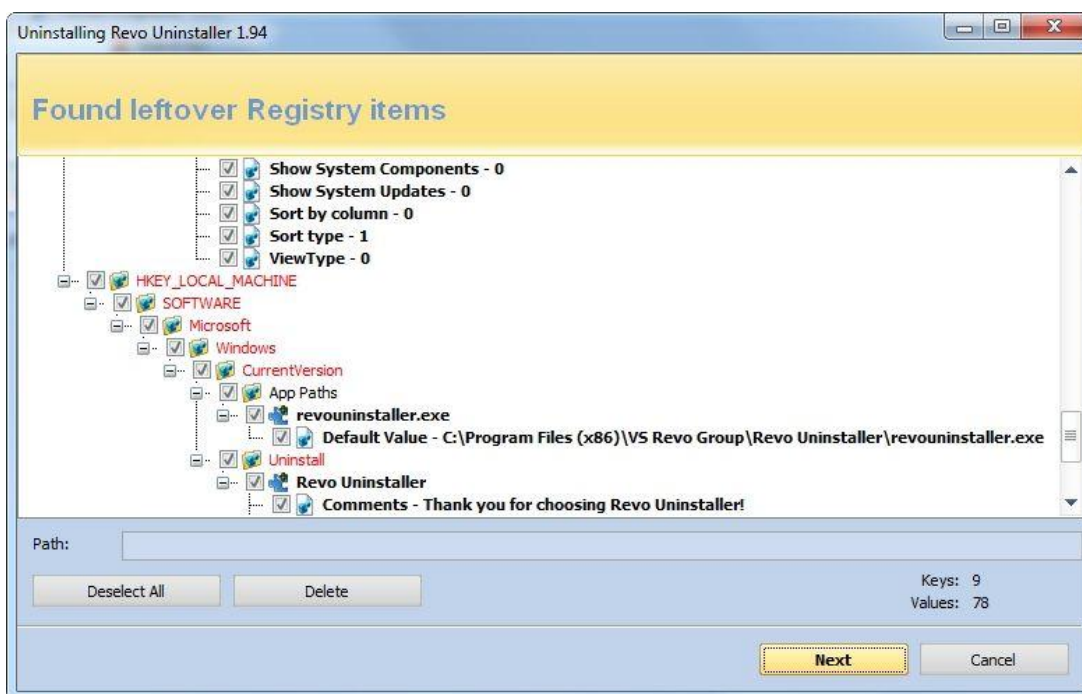 Uninstalling Revo Uninstaller 1.94
Found leftover Registry items
Show System Components - 0
Show System Updates - 0
Sort by column - 0
Sort type - 1
ViewType - 0
HKEY_LOCAL_MACHINE
SOFTWARE
Microsoft
Windows
CurrentVersion
App Paths
revouninstaller.exe
Default Value - C:\Program Files (x86)\VS Revo Group\Revo Uninstaller\revouninstaller.exe
Uninstall
Revo Uninstaller
Comments - Thank you for choosing Revo Uninstaller!
Path:
Deselect All Delete Keys: 9
Values: 78
Next Cancel